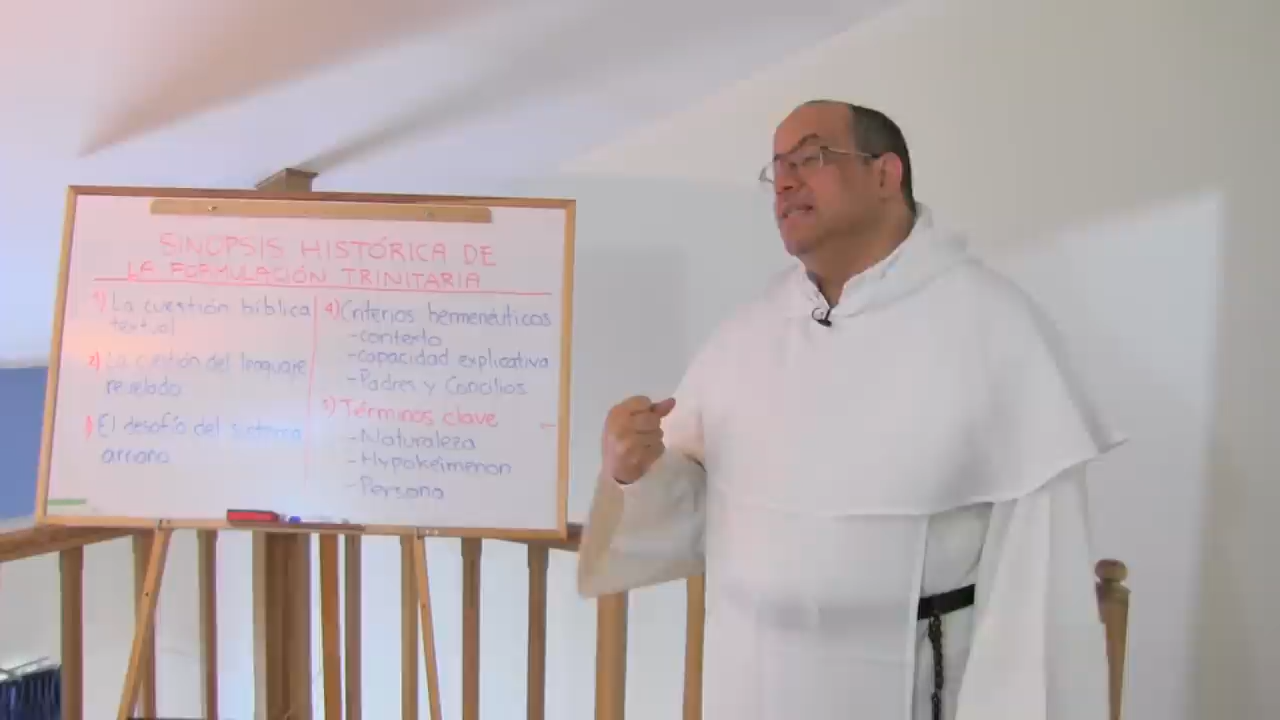 SINOPSIS HISTÓRICA DE
LA FORMULACIÓN TRINITARIA
1) La cuestión bíblica
textual
2) La cuestión del lenguaje
revelado
3) El desafío del sistema
arriano
4) Criterios hermenéuticos
- contexto
- capacidad explicativa
- Padres y Concilios
5) Términos clave
- Naturaleza
- Hypokeimenon
- Persona